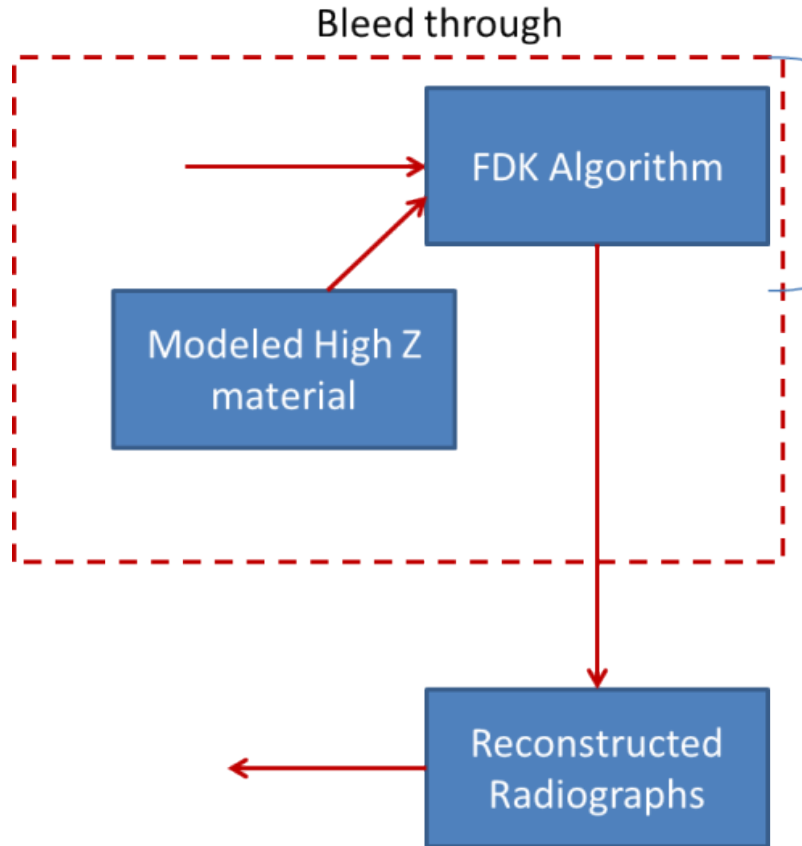 Bleed through
FDK Algorithm
Modeled High Z
material
Reconstructed
Radiographs